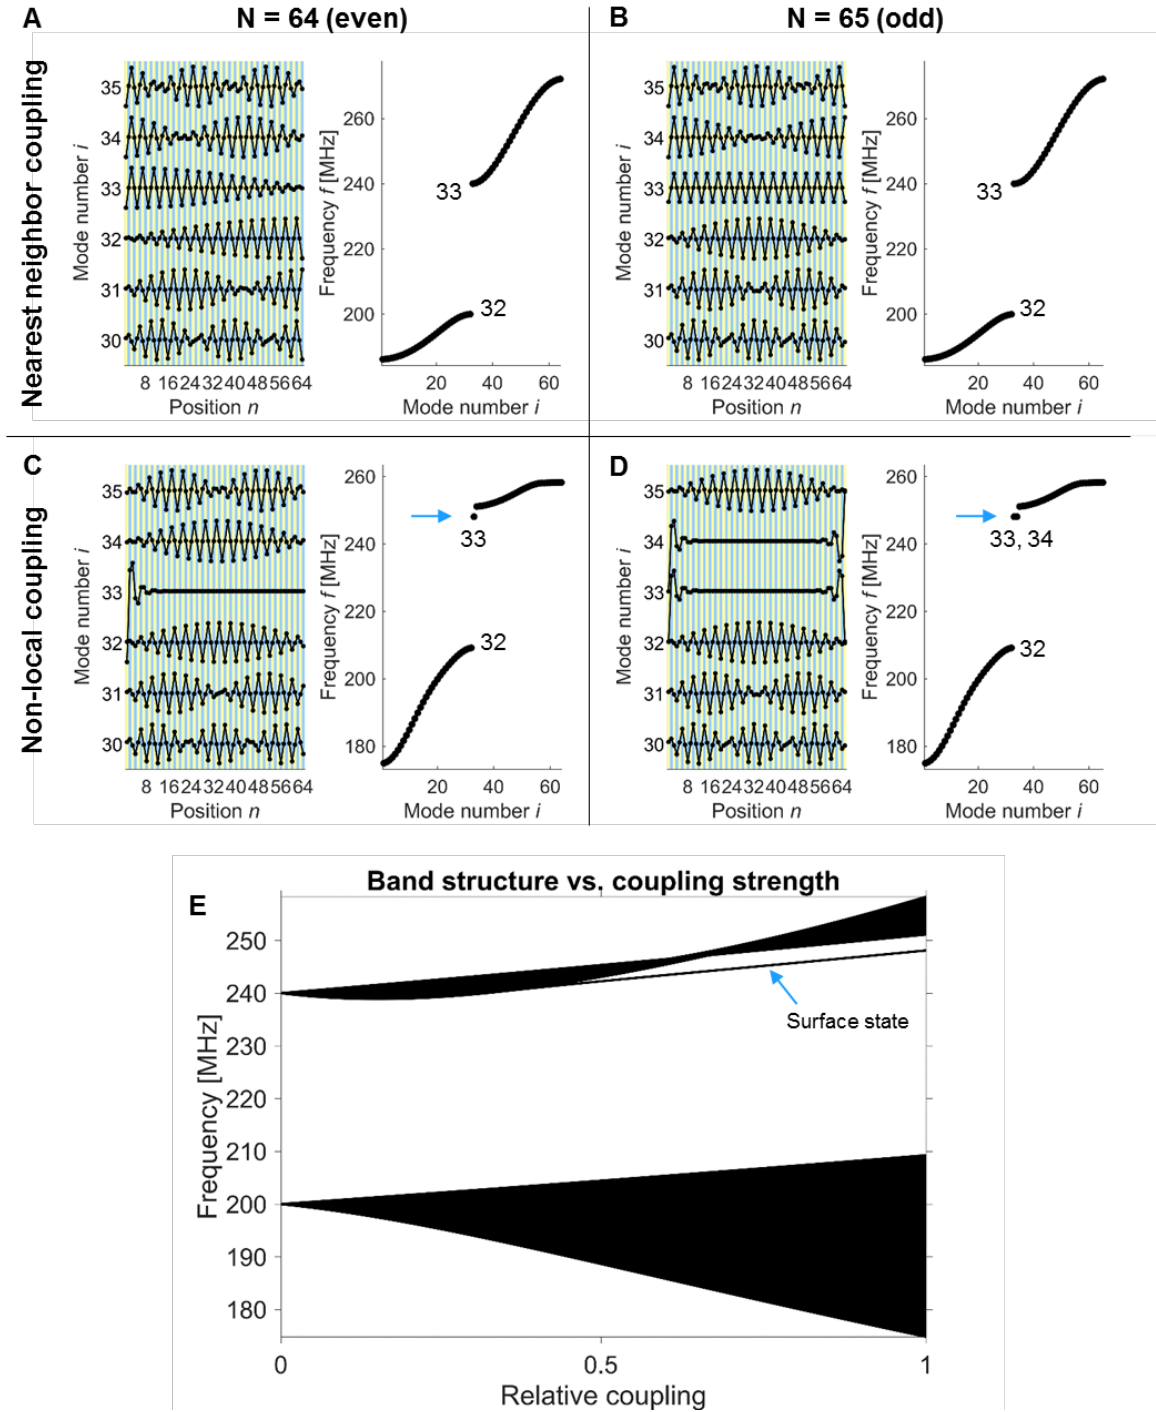 A
N = 64 (even)
B
N = 65 (odd)
Nearest neighbor coupling
Mode number i
35
34
33
32
31
30
8 16 24 32 40 48 56 64
Position n
Frequency f [MHz]
260
240
220
200
33
32
20 40 60
Mode number i
Mode number i
35
34
33
32
31
30
8 16 24 32 40 48 56 64
Position n
Frequency f [MHz]
260
240
220
200
33
32
20 40 60
Mode number i
Non-local coupling
C
Mode number i
35
34
33
32
31
30
8 16 24 32 40 48 56 64
Position n
Frequency f [MHz]
260
240
220
200
180
33
32
20 40 60
Mode number i
D
Mode number i
35
34
33
32
31
30
8 16 24 32 40 48 56 64
Position n
Frequency f [MHz]
260
240
220
200
180
33, 34
32
20 40 60
Mode number i
Band structure vs. coupling strength
E
Frequency [MHz]
250
240
230
220
210
200
190
180
Surface state
0 0.5 1
Relative coupling